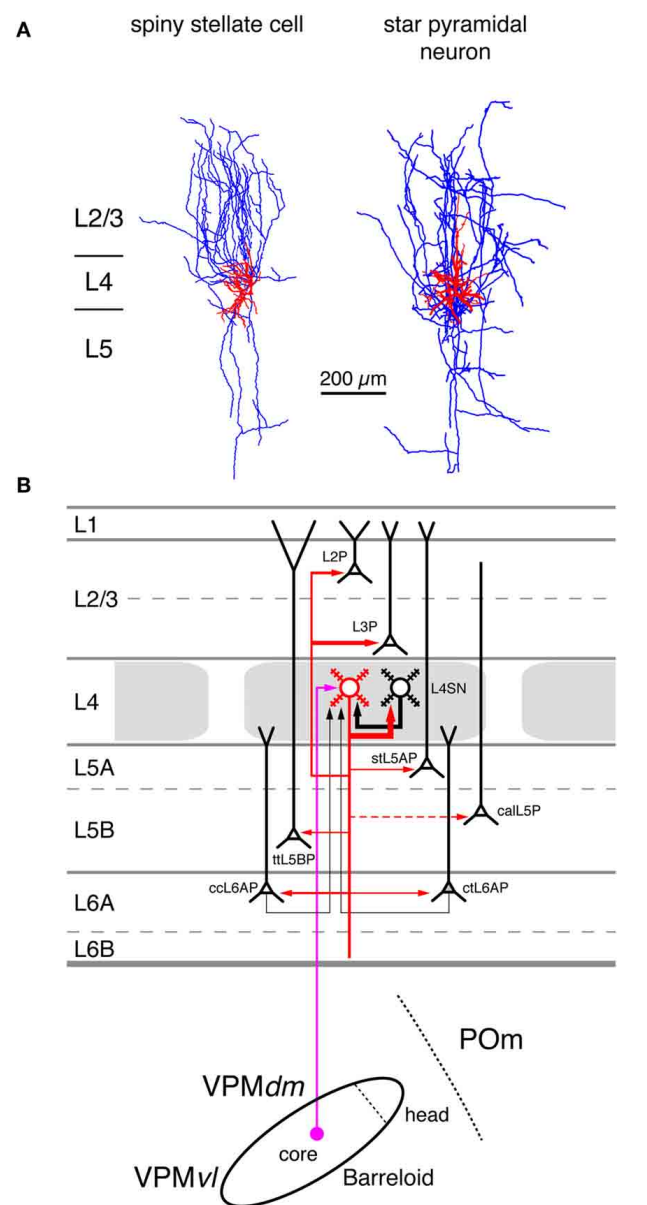 A
spiny stellate cell
star pyramidal
neuron
L2/3
L4
L5
200 µm
B
L1
L2P
L2/3
L3P
L4
L4SN
L5A
stL5AP
calL5P
L5B
ttL5BP
ccL6AP
ctL6AP
L6A
L6B
POm
VPMdm
head
core
VPMvl
Barreloid